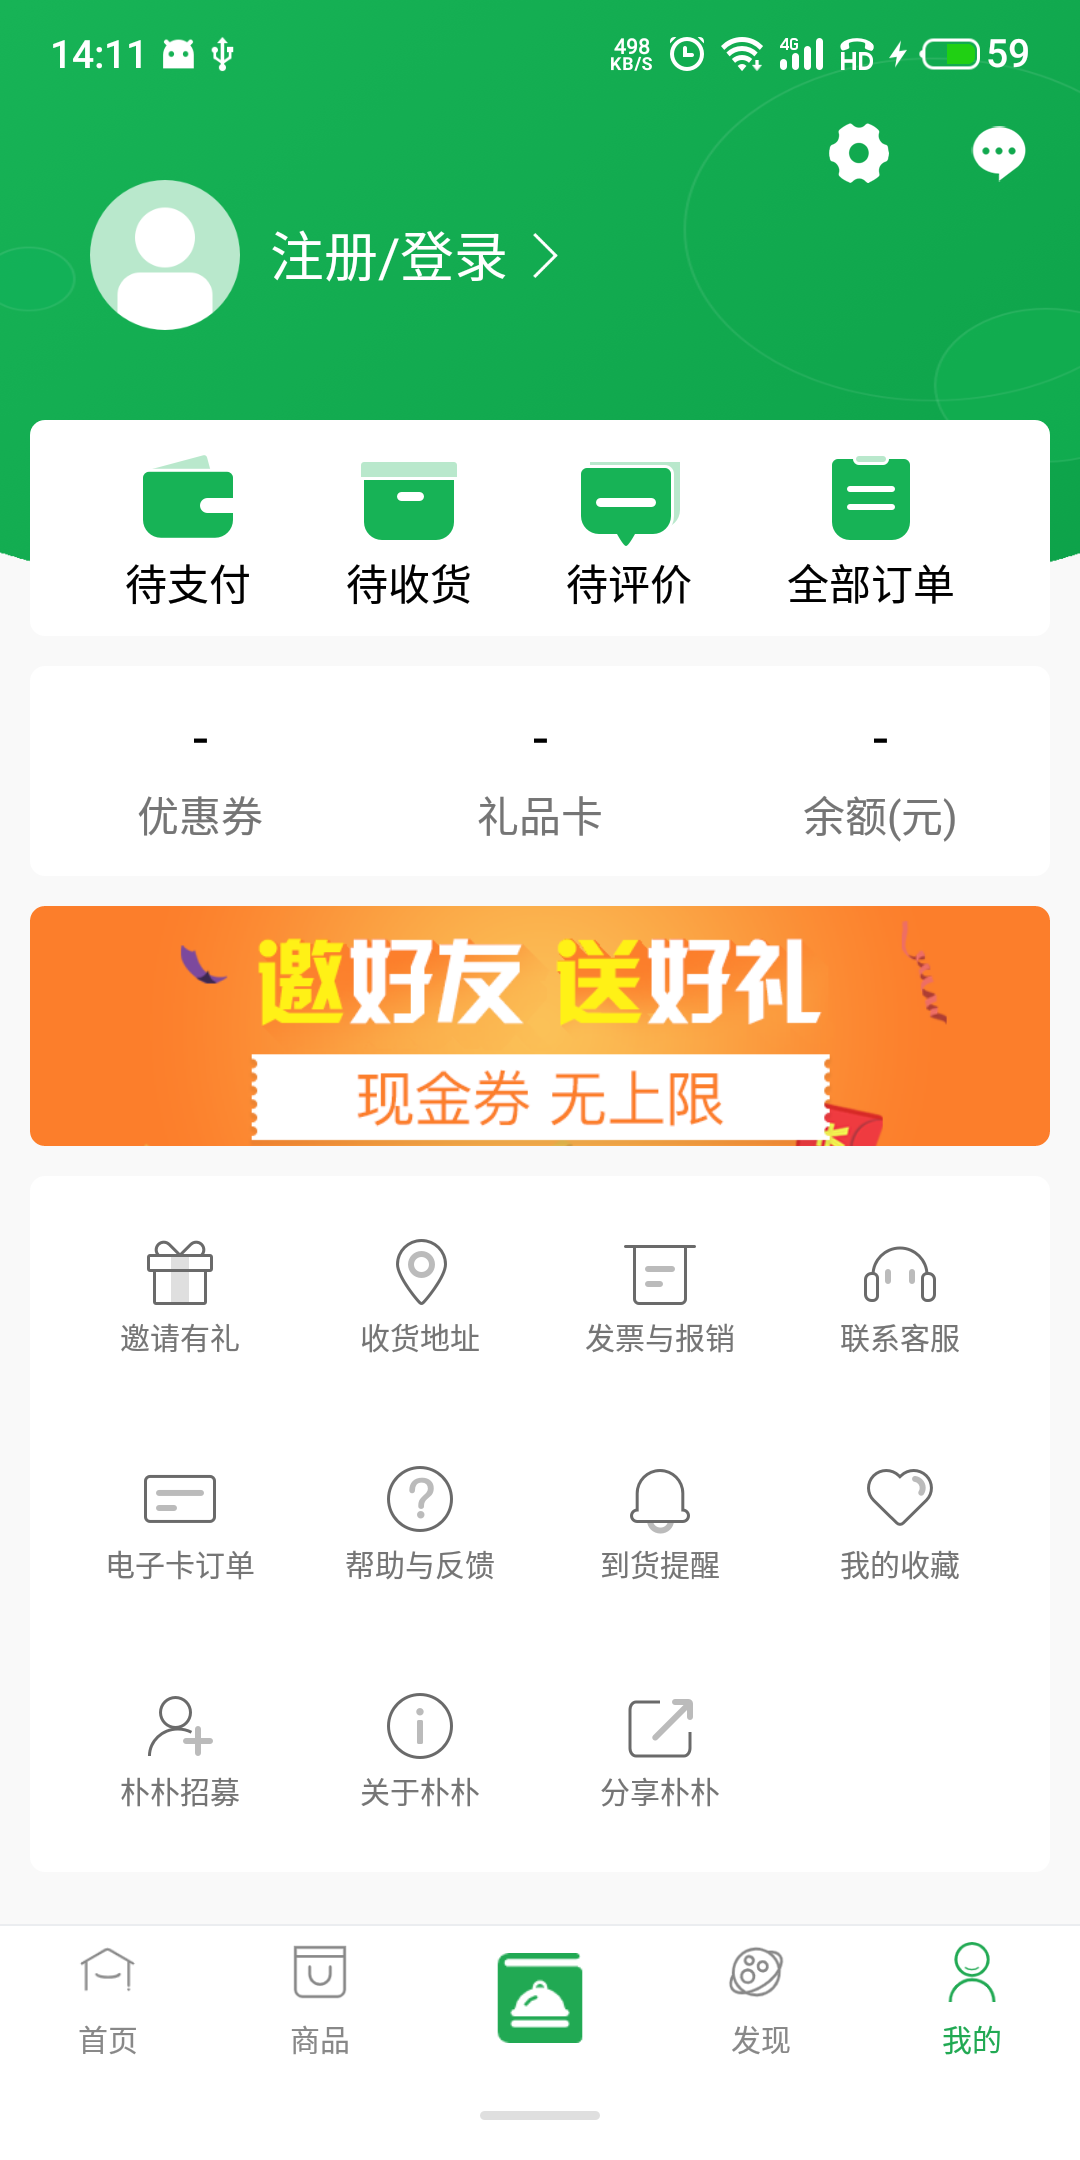 14:11 498 KB/S 4G HD 59
注册/登录
待支付 待收货 待评价 全部订单
- - -
优惠券 礼品卡 余额(元)
邀好友 送好礼
现金券 无上限
邀请有礼 收货地址 发票与报销 联系客服
电子卡订单 帮助与反馈 到货提醒 我的收藏
朴朴招募 关于朴朴 分享朴朴
首页 商品 发现 我的